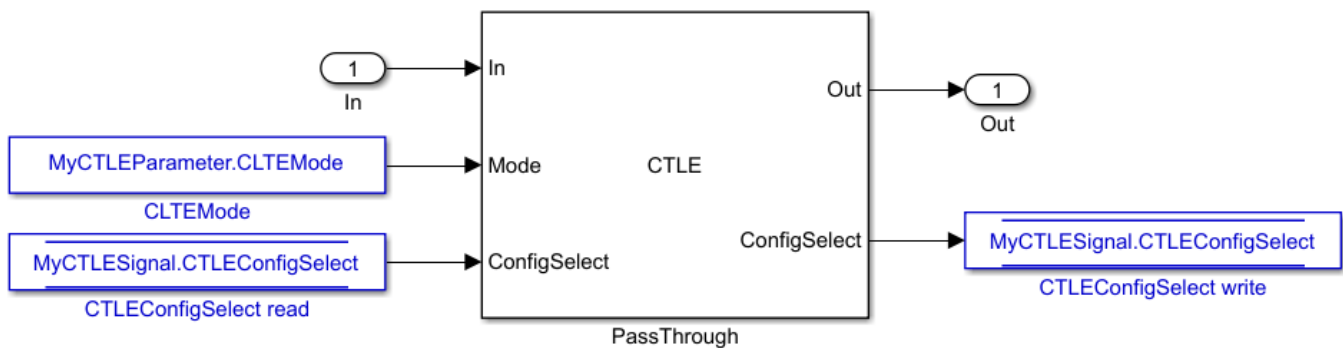 1
In
MyCTLEParameter.CLTEMode
CLTEMode
MyCTLESignal.CTLEConfigSelect
CTLEConfigSelect read
In
Mode
ConfigSelect
CTLE
Out
ConfigSelect
PassThrough
1
Out
MyCTLESignal.CTLEConfigSelect
CTLEConfigSelect write